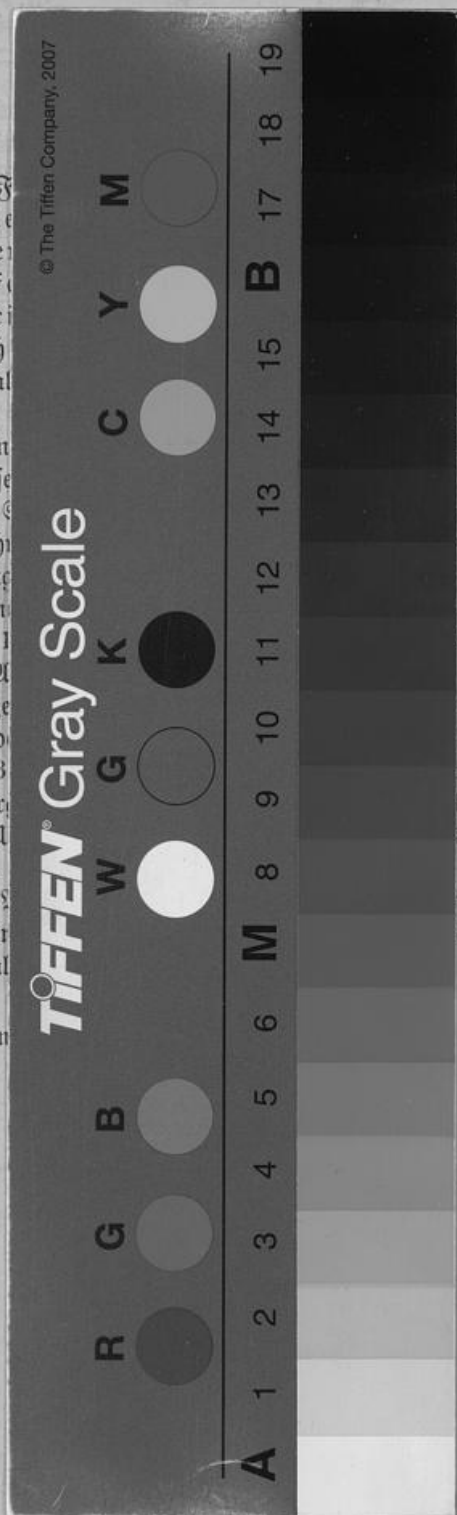 © The Tiffen Company, 2007
TIFFEN® Gray Scale
R G B W G K C Y M
A 1 2 3 4 5 6 M 8 9 10 11 12 13 14 15 B 17 18 19